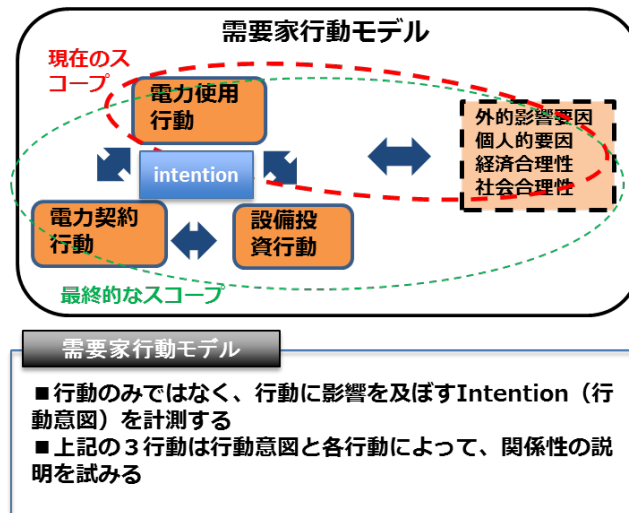 需要家行動モデル
現在のス
コープ
電力使用
行動
外的影響要因
個人的要因
経済合理性
社会合理性
intention
電力契約
行動
設備投
資行動
最終的なスコープ
需要家行動モデル
■行動のみではなく、行動に影響を及ぼすIntention（行
動意図）を計測する
■上記の３行動は行動意図と各行動によって、関係性の説
明を試みる